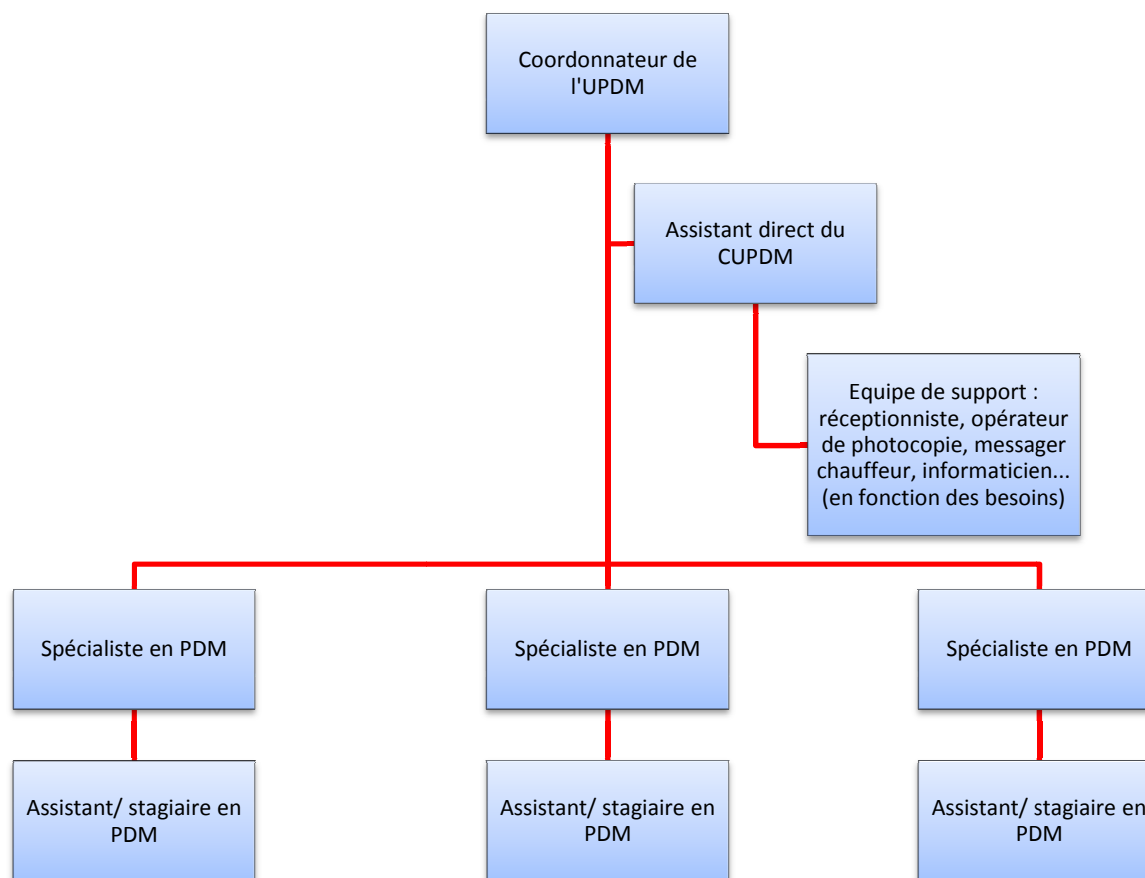 Coordonnateur de
l'UPDM
Assistant direct du
CUPDM
Equipe de support :
réceptionniste, opérateur
de photocopie, messager
chauffeur, informaticien...
(en fonction des besoins)
Spécialiste en PDM
Spécialiste en PDM
Spécialiste en PDM
Assistant/ stagiaire en
PDM
Assistant/ stagiaire en
PDM
Assistant/ stagiaire en
PDM